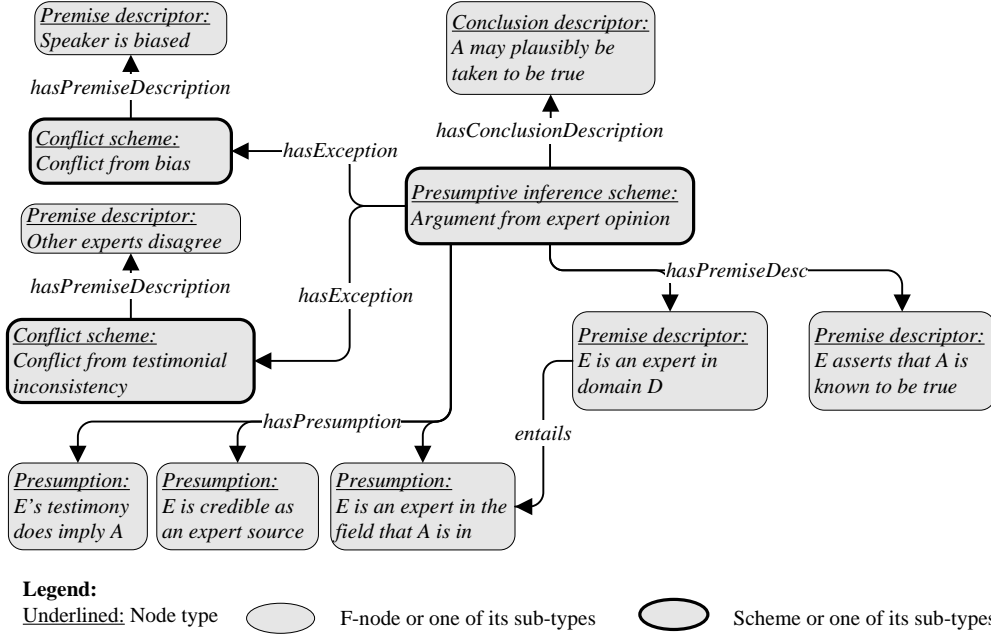 Premise descriptor:
Speaker is biased
Conclusion descriptor:
A may plausibly be
taken to be true
hasPremiseDescription
hasConclusionDescription
Conflict scheme:
Conflict from bias
hasException
Presumptive inference scheme:
Argument from expert opinion
Premise descriptor:
Other experts disagree
hasPremiseDescription
hasException
hasPremiseDesc
Conflict scheme:
Conflict from testimonial
inconsistency
Premise descriptor:
E is an expert in
domain D
Premise descriptor:
E asserts that A is
known to be true
hasPresumption
entails
Presumption:
E's testimony
does imply A
Presumption:
E is credible as
an expert source
Presumption:
E is an expert in the
field that A is in
Legend:
Underlined: Node type
F-node or one of its sub-types
Scheme or one of its sub-types